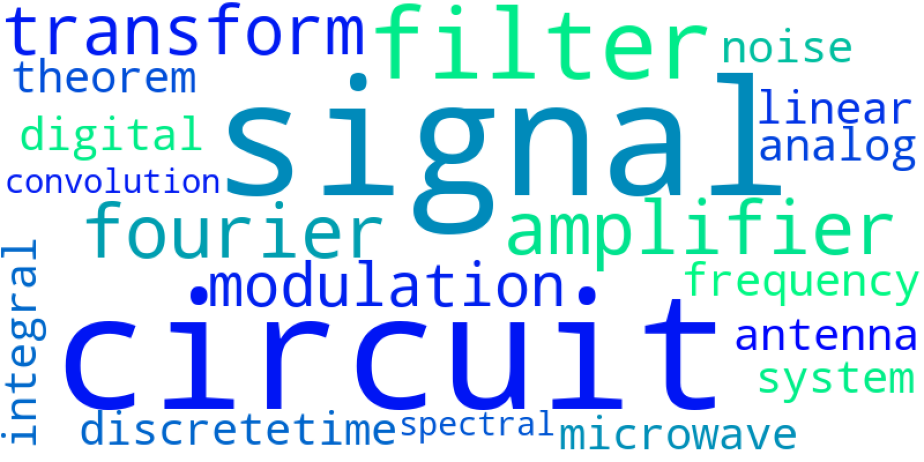 transform
filter
noise
theorem
signal
linear
digital
analog
convolution
fourier
amplifier
integral
modulation
frequency
circuit
antenna
system
discretetime
spectral
microwave